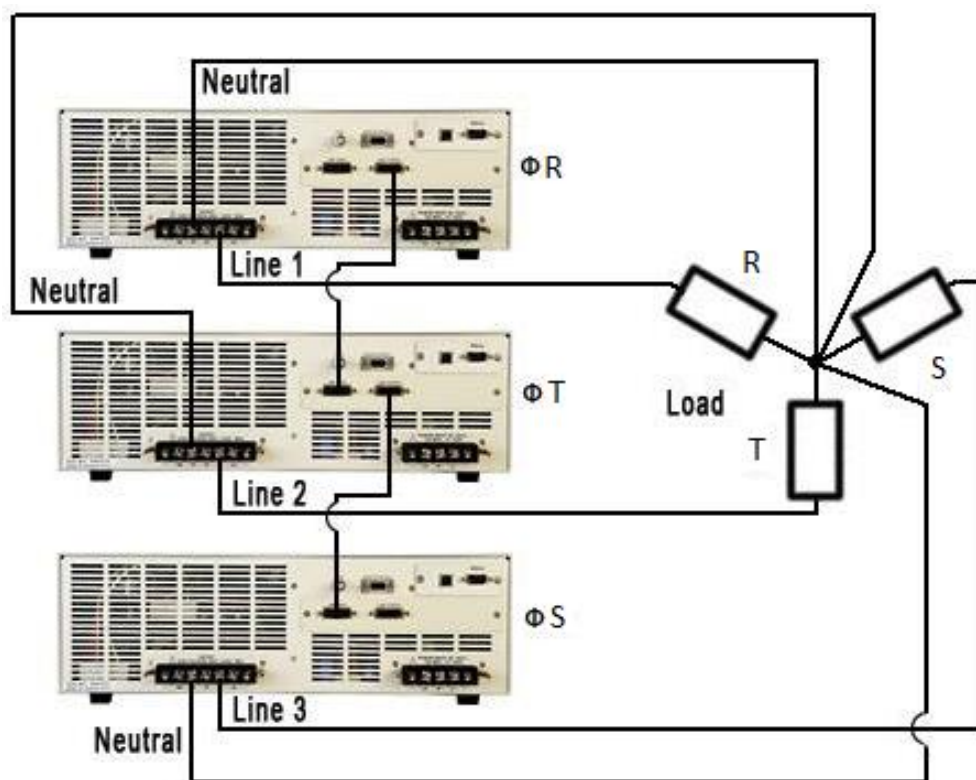 Neutral
ΦR
Line 1
R
Neutral
ΦT
S
Load
T
Line 2
ΦS
Line 3
Neutral